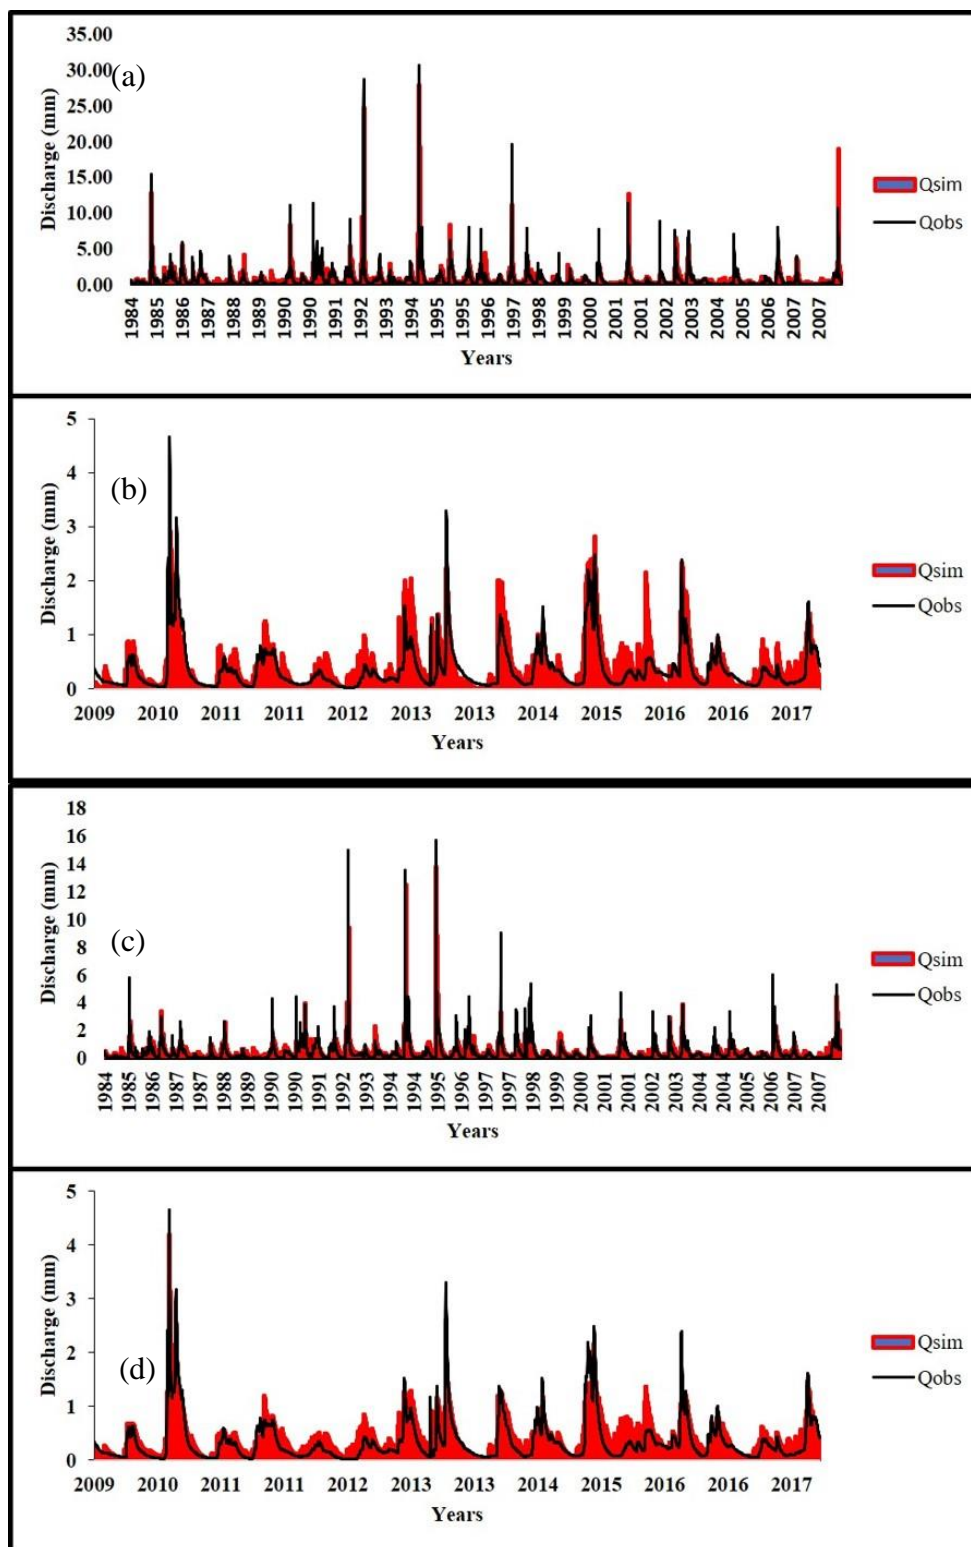 35.00
30.00
25.00
20.00
15.00
10.00
5.00
0.00
Discharge (mm)
(a)
1984 1985 1986 1987 1988 1989 1990 1990 1991 1992 1993 1994 1995 1995 1996 1997 1998 1999 2000 2001 2001 2002 2003 2005 2006 2007 2007
Years
Qsim
Qobs
5
4
3
2
1
0
Discharge (mm)
(b)
2009 2010 2011 2011 2012 2013 2013 2014 2015 2016 2016 2017
Years
Qsim
Qobs
18
16
14
12
10
8
6
4
2
0
Discharge (mm)
(c)
1984 1985 1986 1987 1987 1988 1989 1990 1990 1991 1992 1993 1994 1995 1996 1996 1997 1997 1998 2000 2001 2001 2002 2003 2004 2005 2006 2007 2007
Years
Qsim
Qobs
5
4
3
2
1
0
Discharge (mm)
(d)
2009 2010 2011 2011 2012 2013 2013 2014 2015 2016 2016 2017
Years
Qsim
Qobs